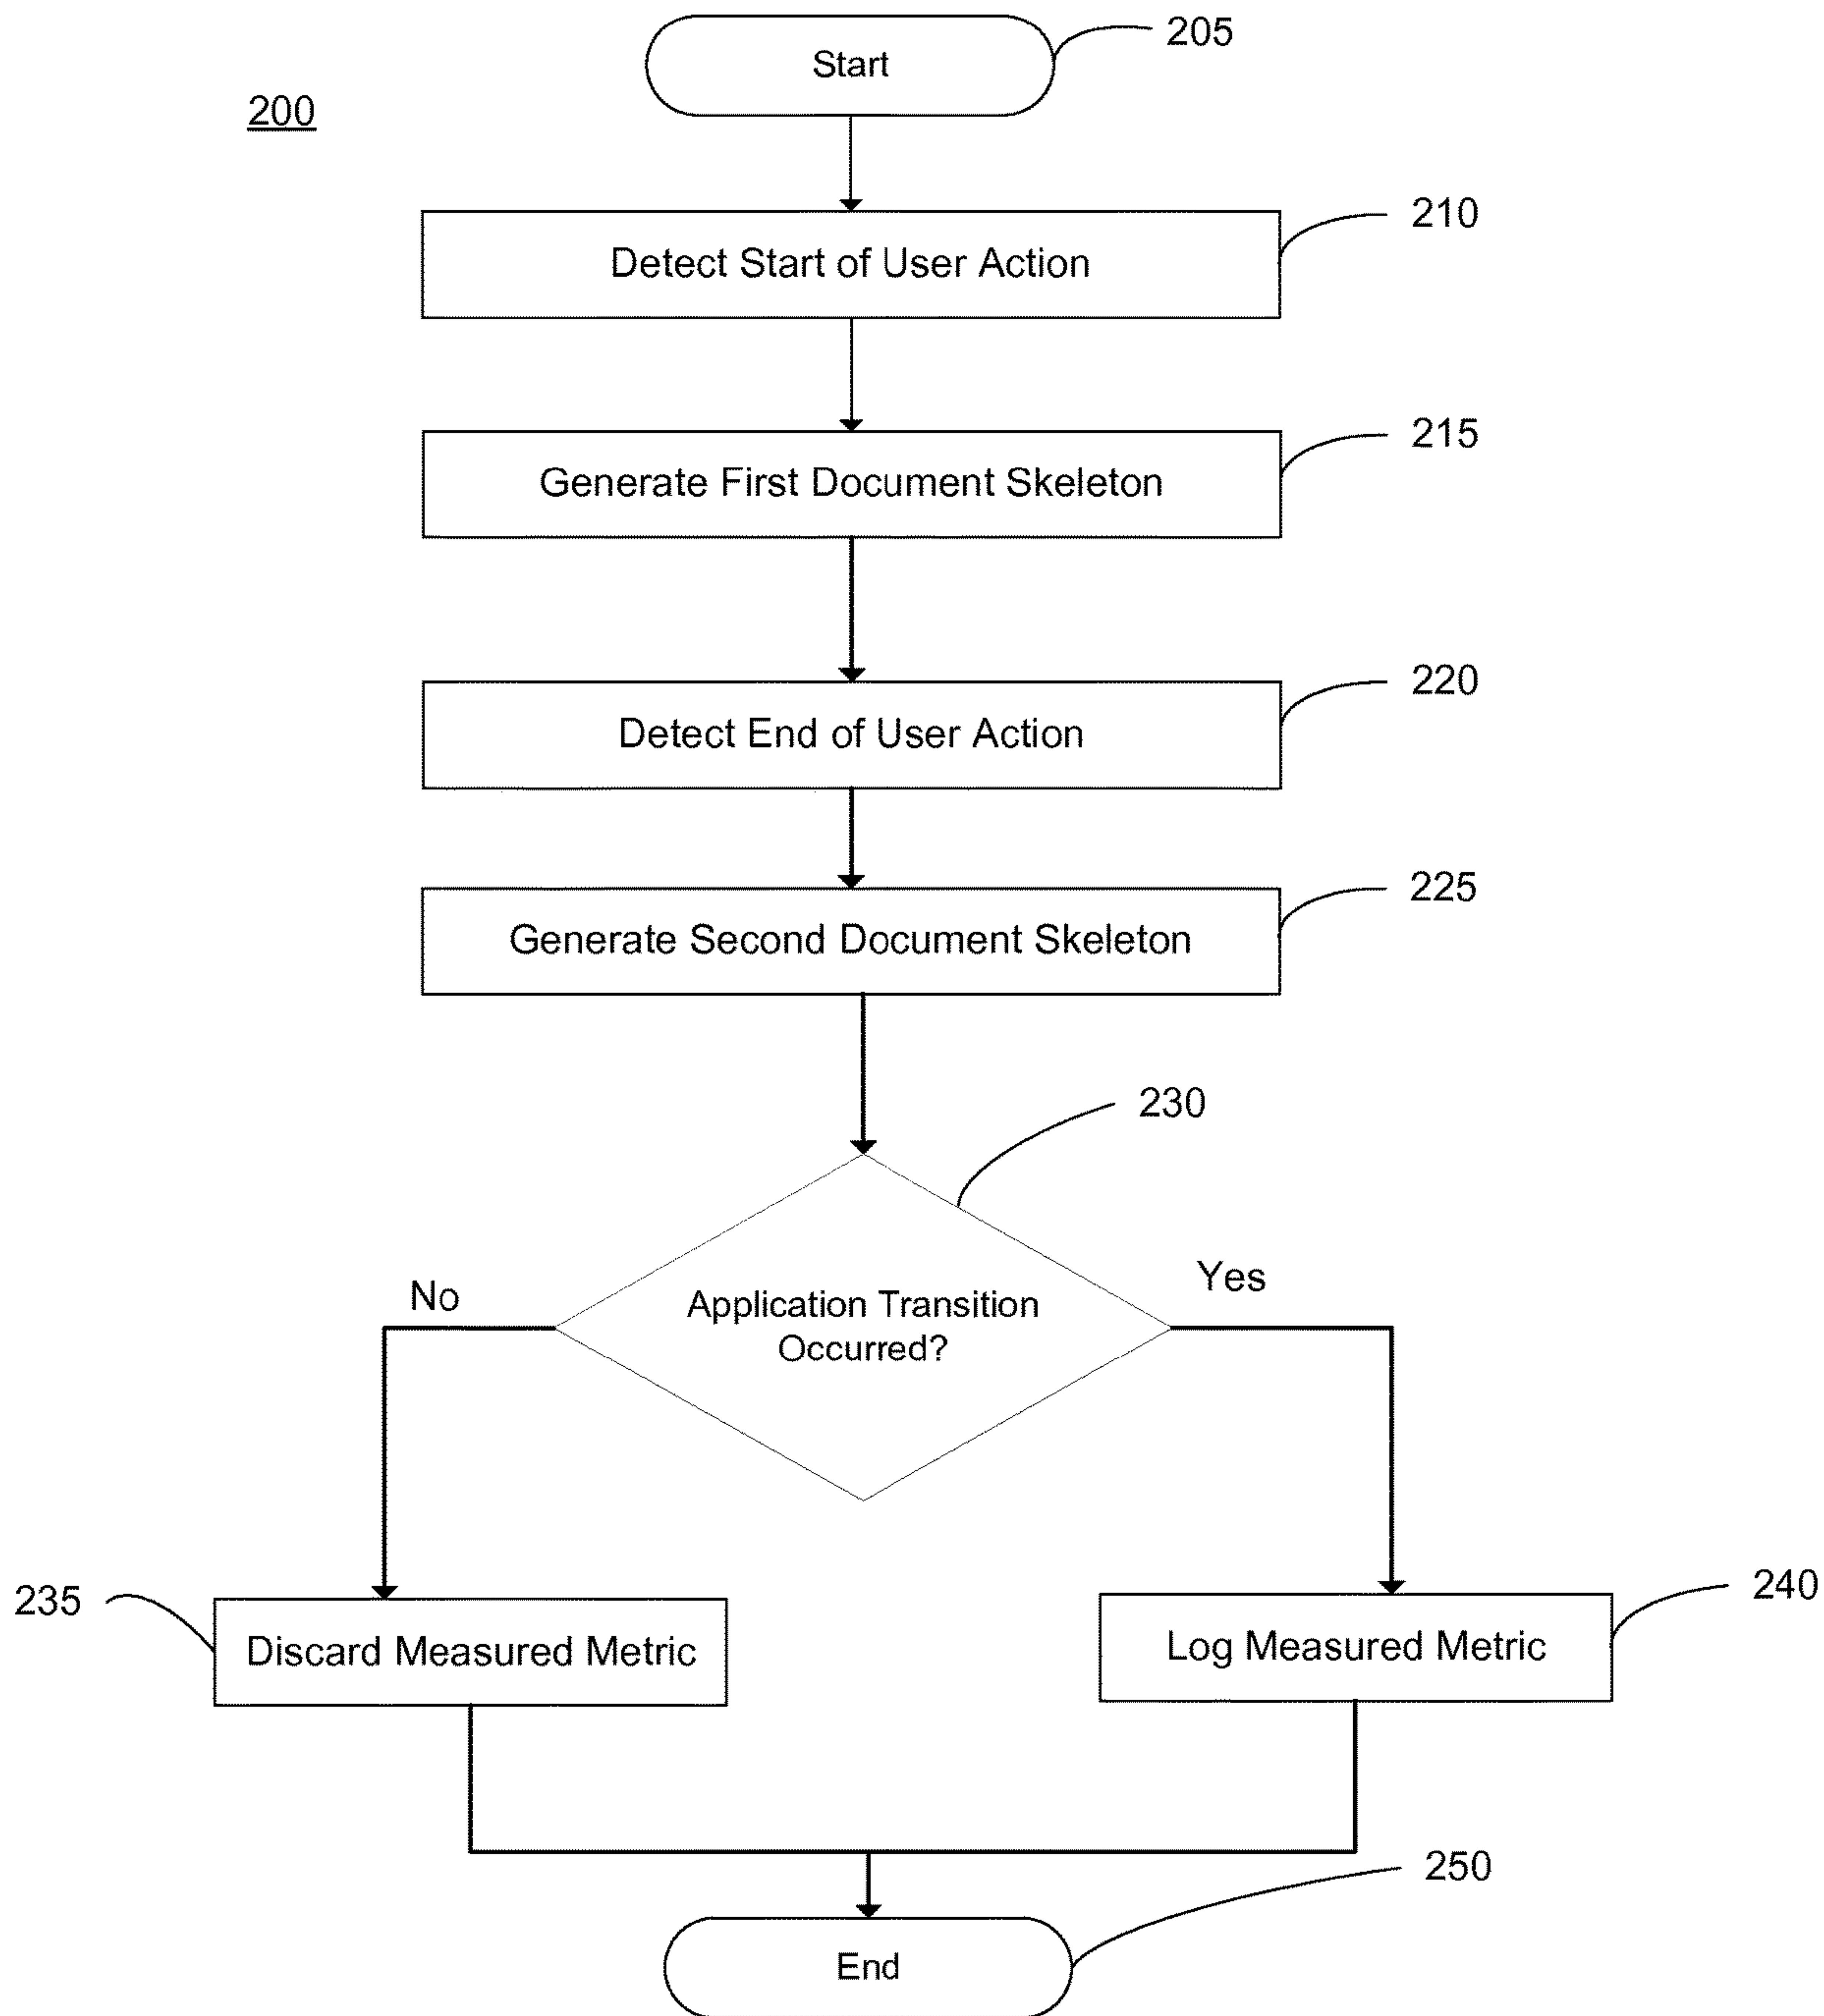 Start
205
200
210
Detect Start of User Action
215
Generate First Document Skeleton
220
Detect End of User Action
225
Generate Second Document Skeleton
230
No
Yes
Application Transition
Occurred?
235
Discard Measured Metric
240
Log Measured Metric
250
End